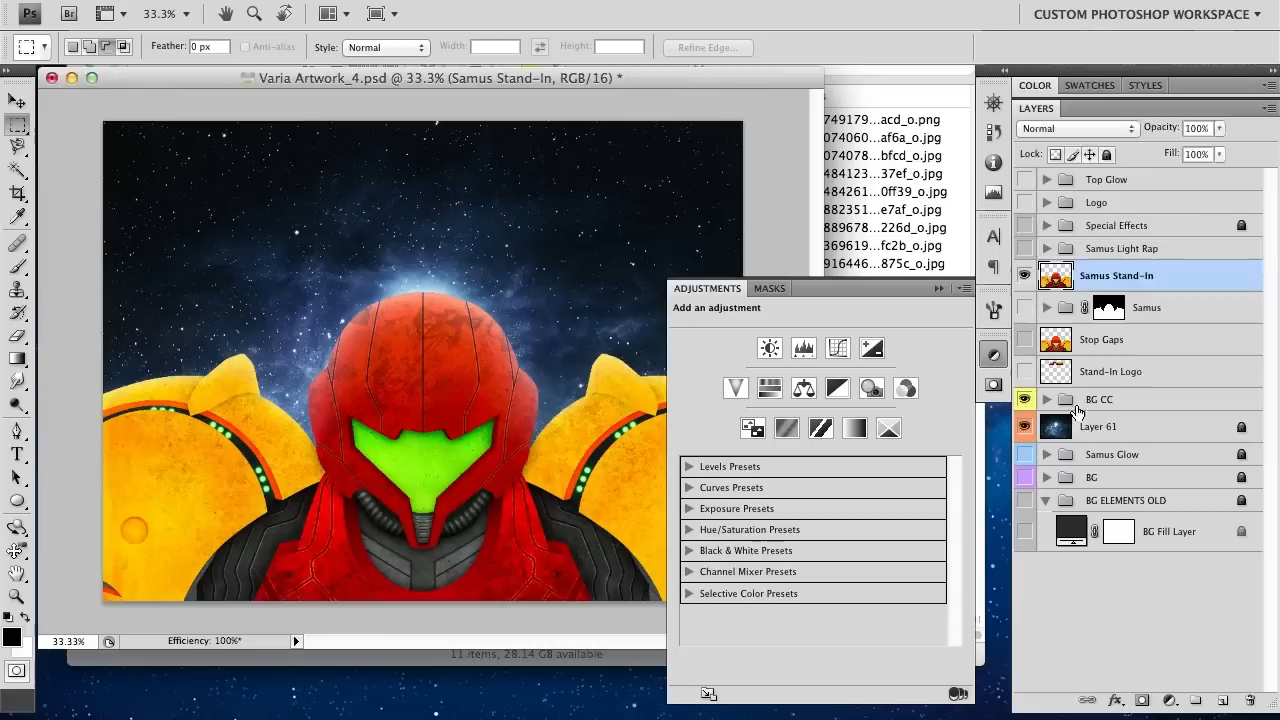 Ps
Br
33.3%
CUSTOM PHOTOSHOP WORKSPACE
Feather: 0 px
Anti-alias
Style: Normal
Width:
Height:
Refine Edge...
Varia Artwork_4.psd @ 33.3% (Samus Stand-In, RGB/16) *
749179...acd_o.png
074060...af6a_o.jpg
074078...bfcd_o.jpg
484123...37ef_o.jpg
484261...0ff39_o.jpg
882351...e7af_o.jpg
889678...226d_o.jpg
369619...fc2b_o.jpg
916446...875c_o.jpg
ADJUSTMENTS
MASKS
Add an adjustment
Levels Presets
Curves Presets
Exposure Presets
Hue/Saturation Presets
Black & White Presets
Channel Mixer Presets
Selective Color Presets
33.33%
Efficiency: 100%*
11 items, 28.14 GB available
COLOR
SWATCHES
STYLES
LAYERS
Normal
Opacity: 100%
Lock:
Fill: 100%
Top Glow
Logo
Special Effects
Samus Light Rap
Samus Stand-In
Samus
Stop Gaps
Stand-In Logo
BG CC
Layer 61
Samus Glow
BG
BG ELEMENTS OLD
BG Fill Layer